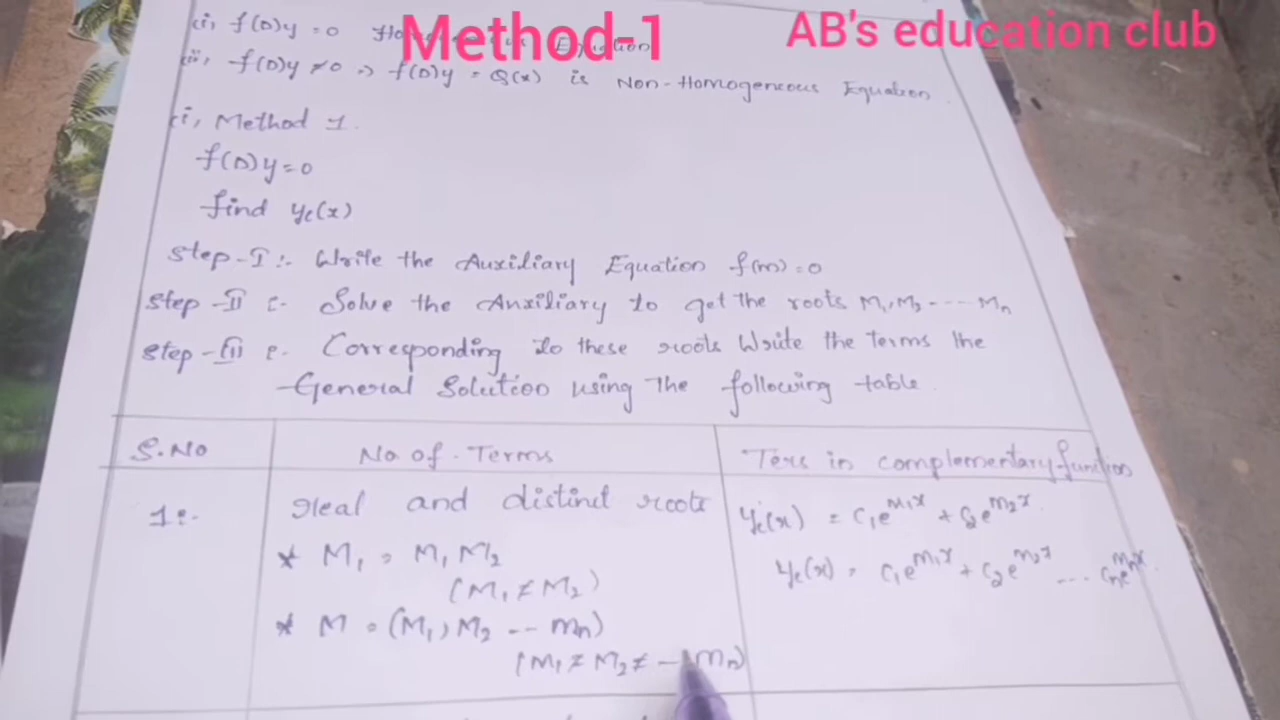 Method-1
AB's education club
(i, f(D)y = 0 Equation
(ii, f(D)y ≠ 0 ⇒ f(D)y = Q(x) is Non-Homogeneous Equation.
(i, Method 1.
f(D)y=0
find yc(x)
Step-I :- Write the Auxiliary Equation f(m)=0
Step-II :- Solve the Auxiliary to get the roots M1, M2 ---- Mn
Step-III :- Corresponding to these roots Write the Terms the
General Solution using The following table.
S.No No of. Terms Ters in complementary function
1:- Real and distinct roots yc(x) = C1e^m1x + C2e^m2x
* M1 = M1, M2 yc(x) = C1e^m1x + C2e^m2x ... Cne^mnx.
(M1 ≠ M2)
* M = (M1, M2 --- mn)
(M1 ≠ M2 ≠ -- Mn)